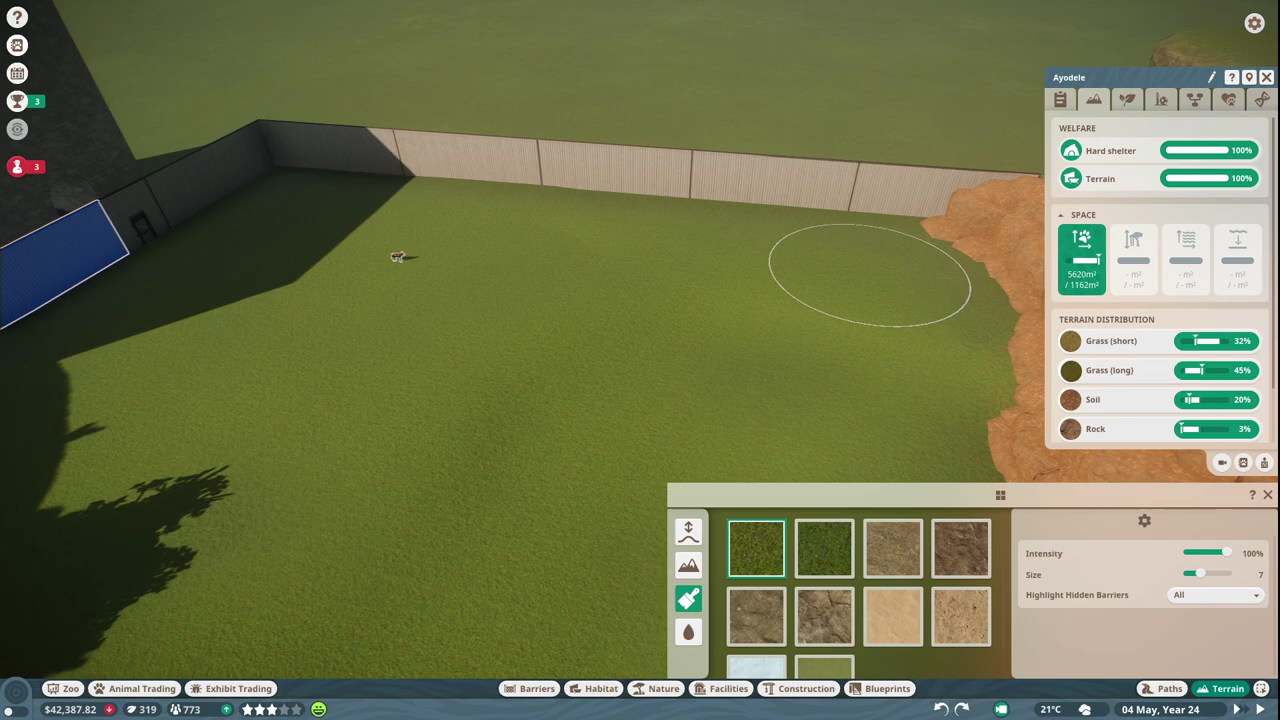 ?
3
3
Ayodele
?
WELFARE
Hard shelter 100%
Terrain 100%
SPACE
5620m² / 1162m²
- m² / - m²
- m² / - m²
- m² / - m²
TERRAIN DISTRIBUTION
Grass (short) 32%
Grass (long) 45%
Soil 20%
Rock 3%
?
Intensity 100%
Size 7
Highlight Hidden Barriers All
Zoo Animal Trading Exhibit Trading Barriers Habitat Nature Facilities Construction Blueprints Paths Terrain
$42,387.82 319 773 21°C 04 May, Year 24